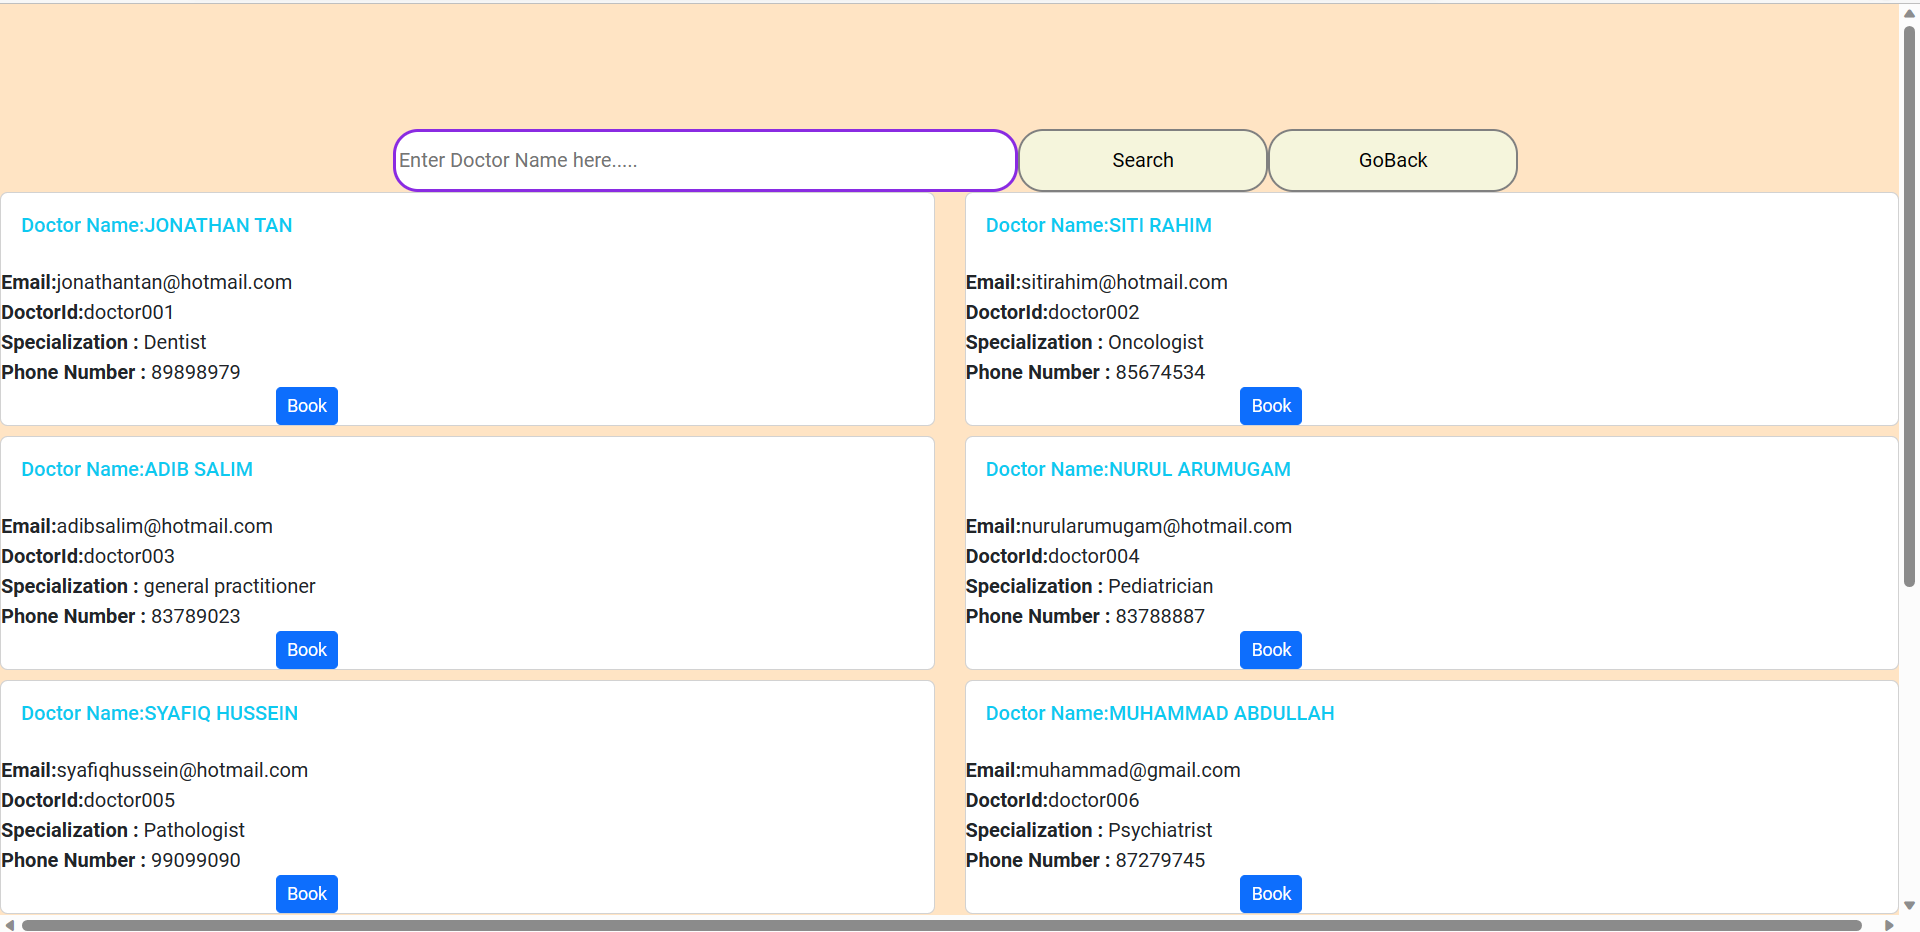 Enter Doctor Name here.....
Search
GoBack
Doctor Name:JONATHAN TAN
Email:jonathantan@hotmail.com
DoctorId:doctor001
Specialization : Dentist
Phone Number : 89898979
Book
Doctor Name:SITI RAHIM
Email:sitirahim@hotmail.com
DoctorId:doctor002
Specialization : Oncologist
Phone Number : 85674534
Book
Doctor Name:ADIB SALIM
Email:adibsalim@hotmail.com
DoctorId:doctor003
Specialization : general practitioner
Phone Number : 83789023
Book
Doctor Name:NURUL ARUMUGAM
Email:nurularumugam@hotmail.com
DoctorId:doctor004
Specialization : Pediatrician
Phone Number : 83788887
Book
Doctor Name:SYAFIQ HUSSEIN
Email:syafiqhussein@hotmail.com
DoctorId:doctor005
Specialization : Pathologist
Phone Number : 99099090
Book
Doctor Name:MUHAMMAD ABDULLAH
Email:muhammad@gmail.com
DoctorId:doctor006
Specialization : Psychiatrist
Phone Number : 87279745
Book